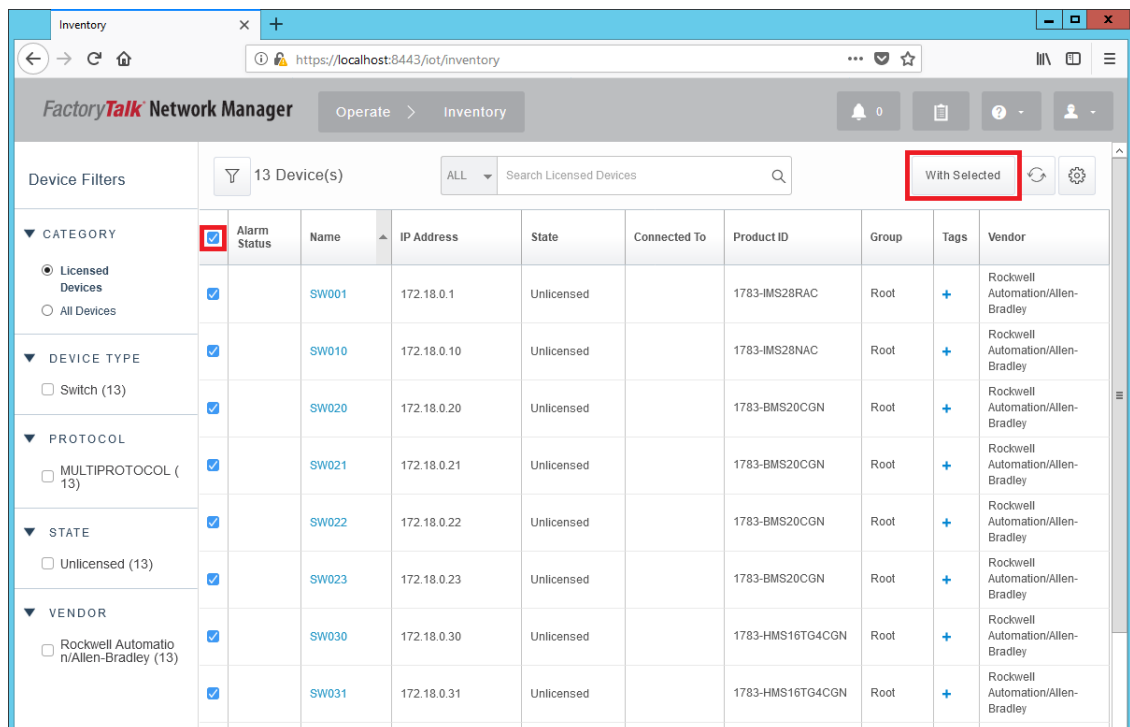 Inventory
https://localhost:8443/iot/inventory
FactoryTalk Network Manager
Operate > Inventory
0
Device Filters
13 Device(s)
ALL
Search Licensed Devices
With Selected
CATEGORY
Licensed
Devices
All Devices
DEVICE TYPE
Switch (13)
PROTOCOL
MULTIPROTOCOL (
13)
STATE
Unlicensed (13)
VENDOR
Rockwell Automatio
n/Allen-Bradley (13)
Alarm Status Name IP Address State Connected To Product ID Group Tags Vendor
SW001 172.18.0.1 Unlicensed 1783-IMS28RAC Root + Rockwell Automation/Allen-Bradley
SW010 172.18.0.10 Unlicensed 1783-IMS28NAC Root + Rockwell Automation/Allen-Bradley
SW020 172.18.0.20 Unlicensed 1783-BMS20CGN Root + Rockwell Automation/Allen-Bradley
SW021 172.18.0.21 Unlicensed 1783-BMS20CGN Root + Rockwell Automation/Allen-Bradley
SW022 172.18.0.22 Unlicensed 1783-BMS20CGN Root + Rockwell Automation/Allen-Bradley
SW023 172.18.0.23 Unlicensed 1783-BMS20CGN Root + Rockwell Automation/Allen-Bradley
SW030 172.18.0.30 Unlicensed 1783-HMS16TG4CGN Root + Rockwell Automation/Allen-Bradley
SW031 172.18.0.31 Unlicensed 1783-HMS16TG4CGN Root + Rockwell Automation/Allen-Bradley